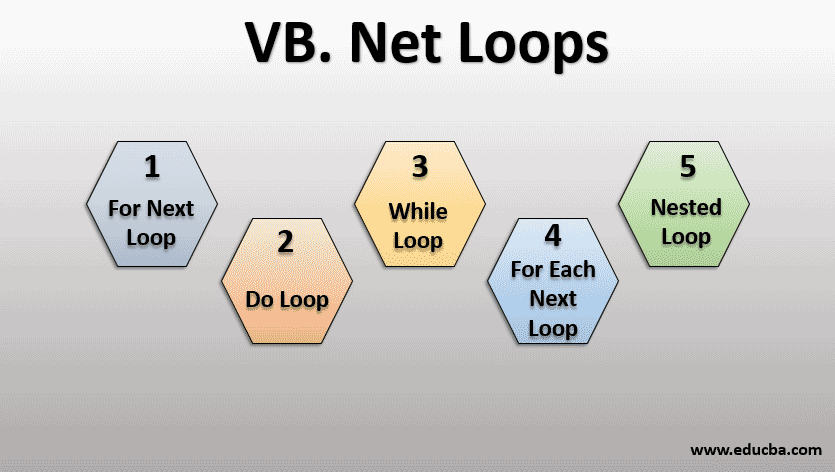 VB. Net Loops
1
For Next
Loop
2
Do Loop
3
While
Loop
4
For Each
Next
Loop
5
Nested
Loop
www.educba.com